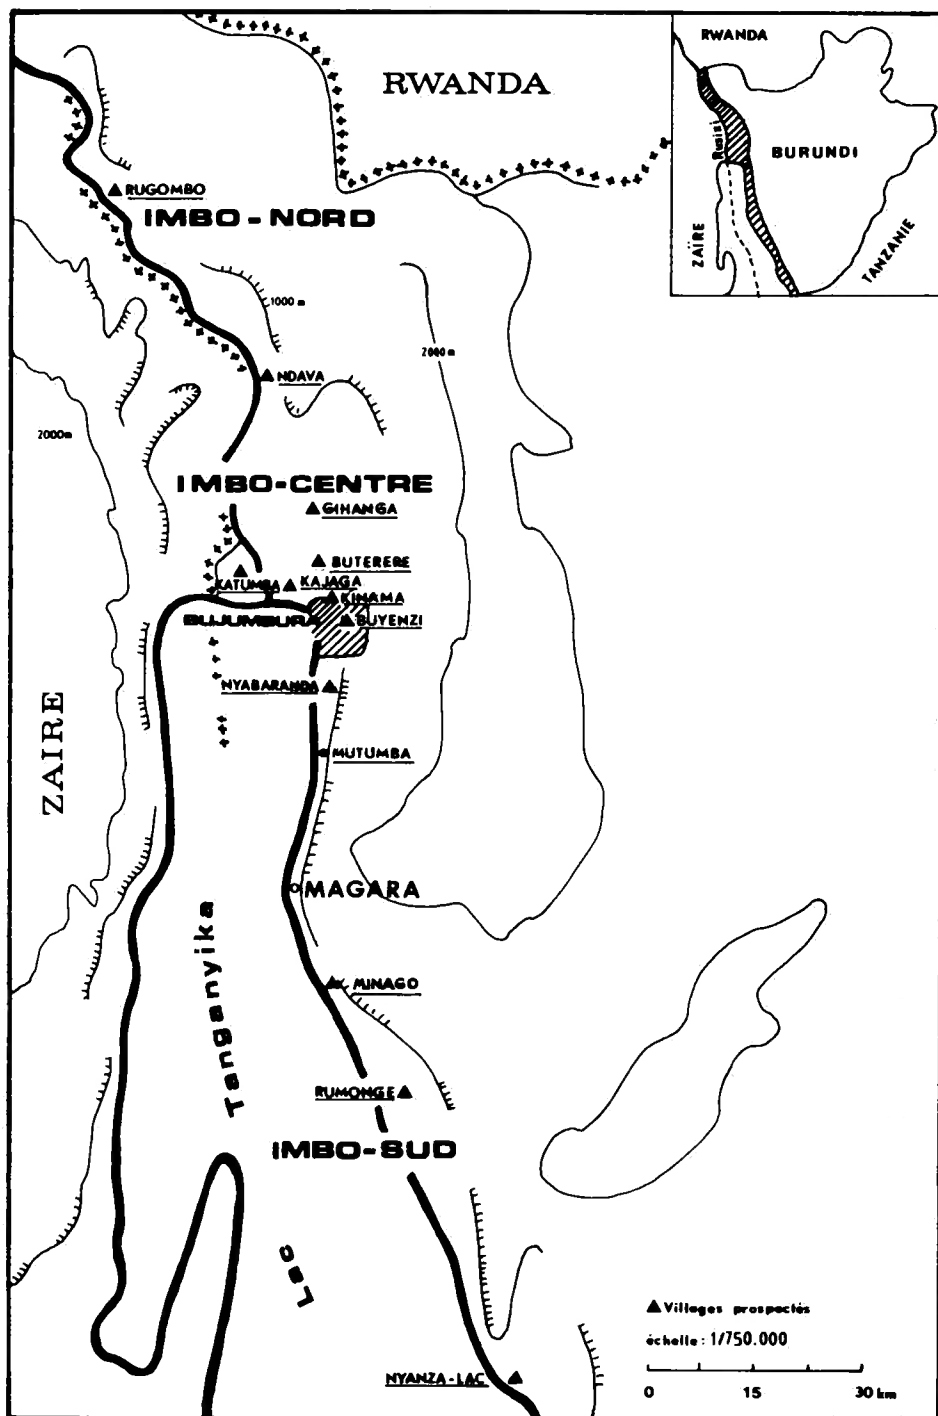 RWANDA
RWANDA
BURUNDI
Rusizi
ZAÏRE
TANZANIE
RUGOMBO
IMBO - NORD
1000 m
2000 m
NDAVA
2000m
IMBO-CENTRE
GIHANGA
BUTERERE
KATUMBA
KAJAGA
KINAMA
BUJUMBURA
BUYENZI
NYABARANDA
ZAIRE
MUTUMBA
MAGARA
Lac Tanganyika
MINAGO
RUMONGE
IMBO-SUD
Villages prospectés
échelle : 1/750.000
0 15 30 km
NYANZA-LAC